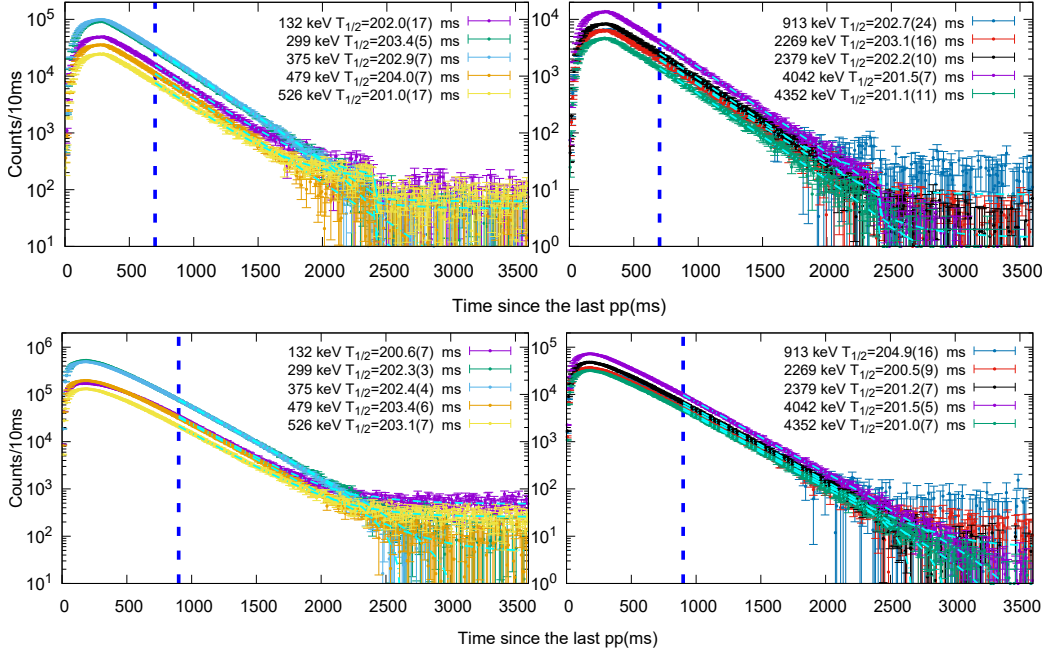 132 keV T1/2=202.0(17) ms
299 keV T1/2=203.4(5) ms
375 keV T1/2=202.9(7) ms
479 keV T1/2=204.0(7) ms
526 keV T1/2=201.0(17) ms
Counts/10ms
10^5
10^4
10^3
10^2
10^1
0 500 1000 1500 2000 2500 3000 3500
913 keV T1/2=202.7(24) ms
2269 keV T1/2=203.1(16) ms
2379 keV T1/2=202.2(10) ms
4042 keV T1/2=201.5(7) ms
4352 keV T1/2=201.1(11) ms
10^4
10^3
10^2
10^1
10^0
0 500 1000 1500 2000 2500 3000 3500
Time since the last pp(ms)
132 keV T1/2=200.6(7) ms
299 keV T1/2=202.3(3) ms
375 keV T1/2=202.4(4) ms
479 keV T1/2=203.4(6) ms
526 keV T1/2=203.1(7) ms
Counts/10ms
10^6
10^5
10^4
10^3
10^2
10^1
0 500 1000 1500 2000 2500 3000 3500
913 keV T1/2=204.9(16) ms
2269 keV T1/2=200.5(9) ms
2379 keV T1/2=201.2(7) ms
4042 keV T1/2=201.5(5) ms
4352 keV T1/2=201.0(7) ms
10^5
10^4
10^3
10^2
10^1
10^0
0 500 1000 1500 2000 2500 3000 3500
Time since the last pp(ms)